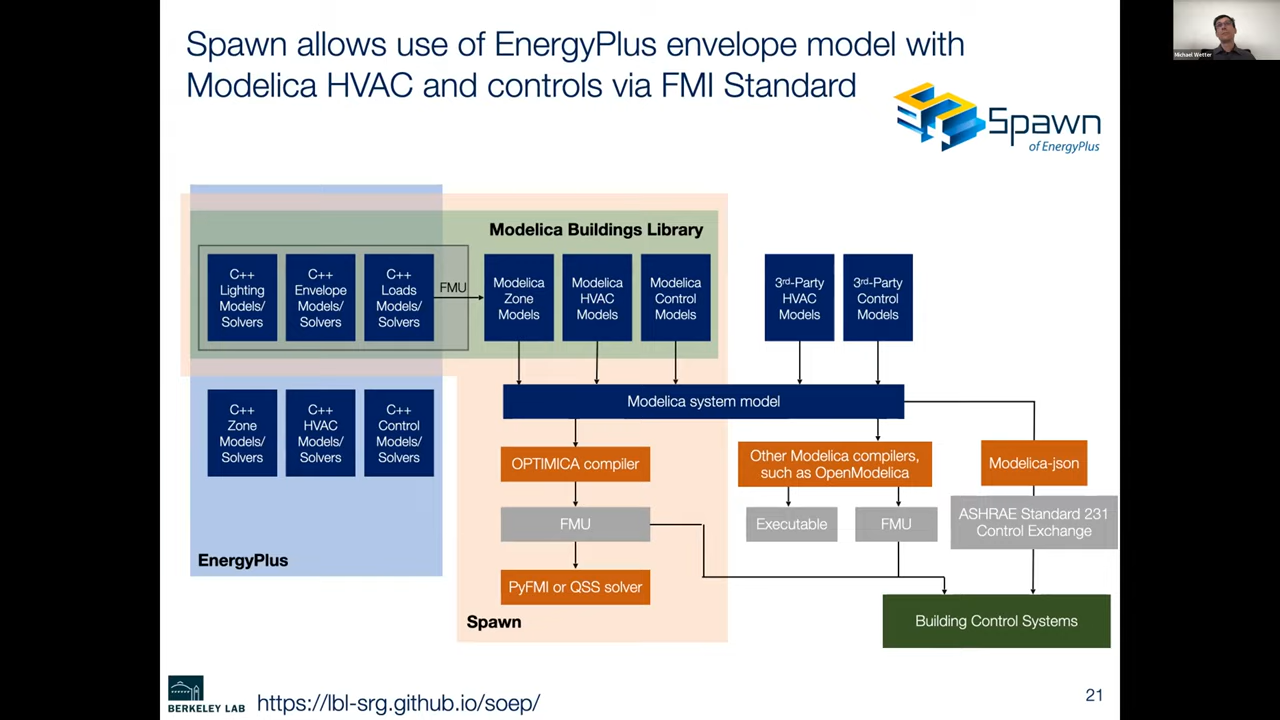 Spawn allows use of EnergyPlus envelope model with
Modelica HVAC and controls via FMI Standard
Michael Wetter
Spawn
of EnergyPlus
Modelica Buildings Library
C++
Lighting
Models/
Solvers
C++
Envelope
Models/
Solvers
C++
Loads
Models/
Solvers
FMU
Modelica
Zone
Models
Modelica
HVAC
Models
Modelica
Control
Models
3rd-Party
HVAC
Models
3rd-Party
Control
Models
C++
Zone
Models/
Solvers
C++
HVAC
Models/
Solvers
C++
Control
Models/
Solvers
Modelica system model
OPTIMICA compiler
Other Modelica compilers,
such as OpenModelica
Modelica-json
FMU
Executable
FMU
ASHRAE Standard 231
Control Exchange
EnergyPlus
PyFMI or QSS solver
Spawn
Building Control Systems
BERKELEY LAB
https://lbl-srg.github.io/soep/
21